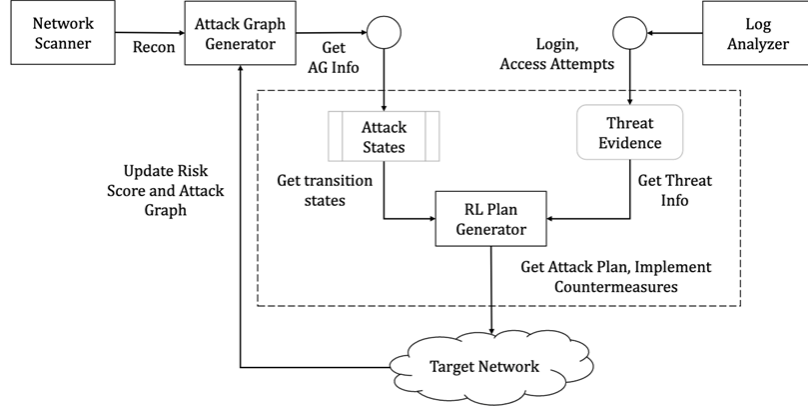 Network
Scanner
Recon
Attack Graph
Generator
Get
AG Info
Login,
Access Attempts
Log
Analyzer
Attack
States
Threat
Evidence
Update Risk
Score and Attack
Graph
Get transition
states
RL Plan
Generator
Get Threat
Info
Get Attack Plan, Implement
Countermeasures
Target Network